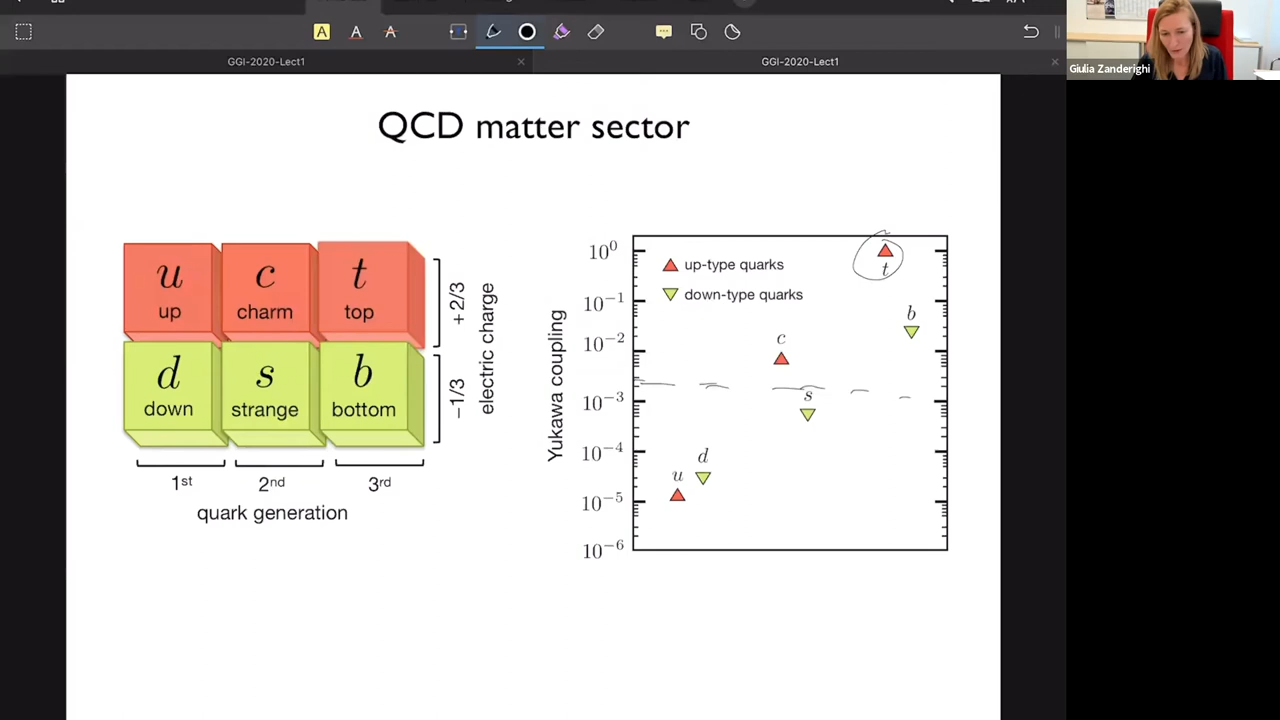 A A A
GGI-2020-Lect1 × GGI-2020-Lect1 ×
Giulia Zanderighi
QCD matter sector
u
up
c
charm
t
top
d
down
s
strange
b
bottom
+2/3
−1/3
electric charge
1st 2nd 3rd
quark generation
Yukawa coupling
10^0
10^−1
10^−2
10^−3
10^−4
10^−5
10^−6
up-type quarks
down-type quarks
t
b
c
s
d
u